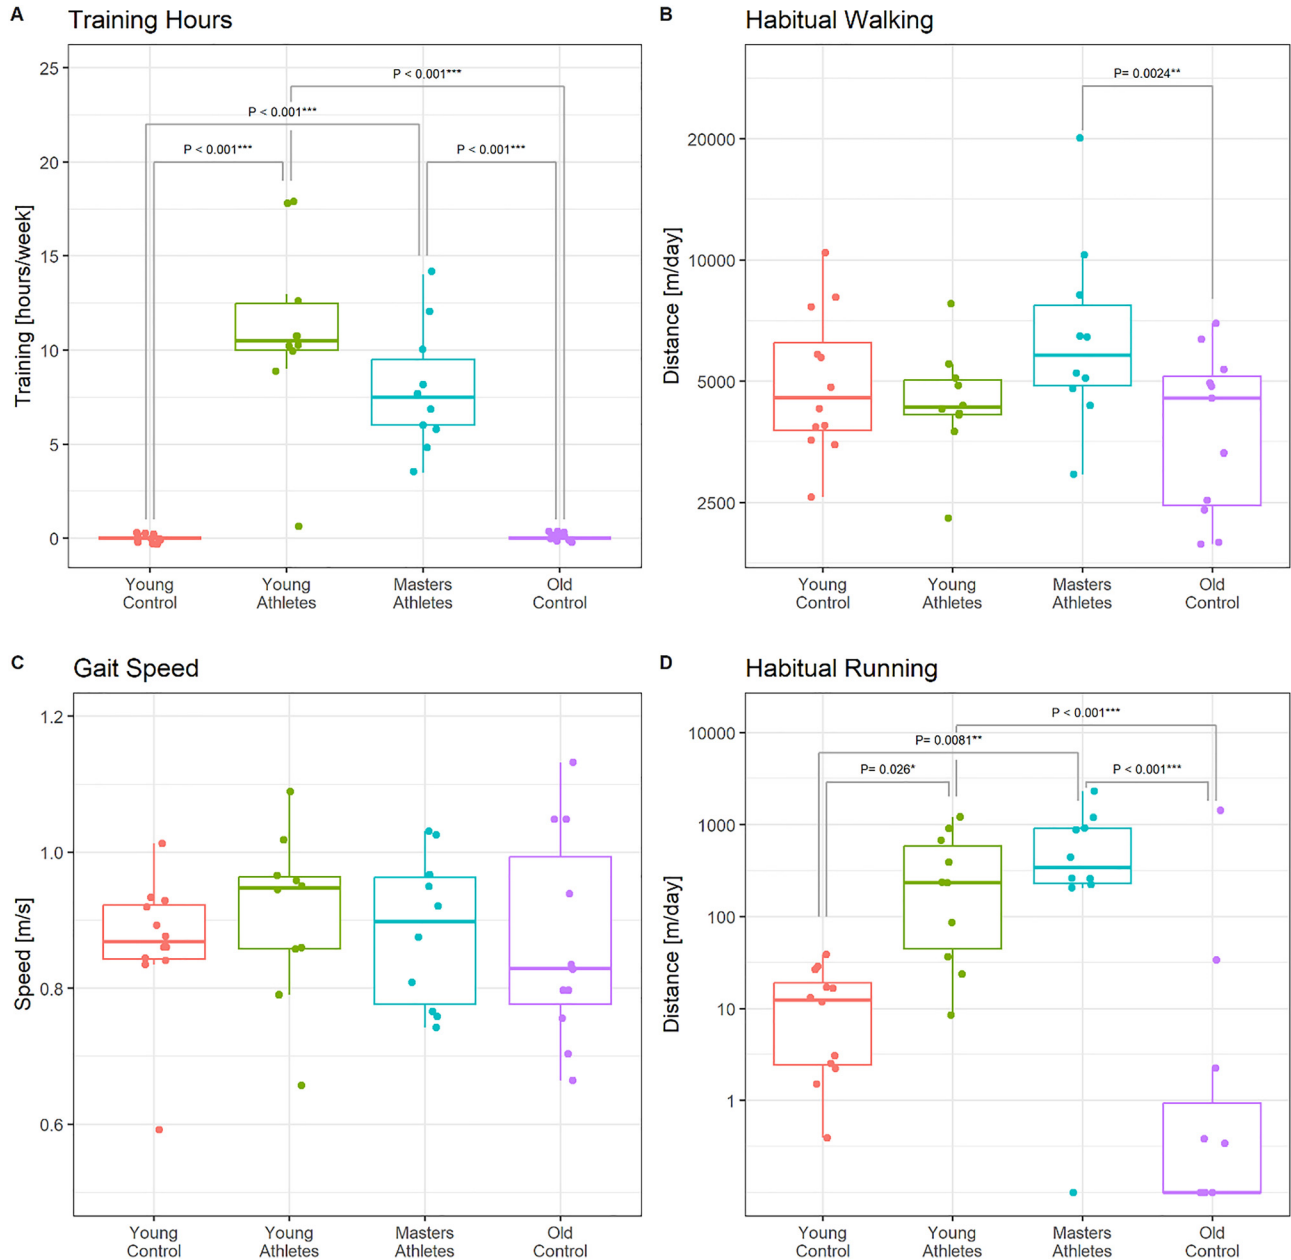 A Training Hours
Training [hours/week]
25
20
15
10
5
0
P < 0.001***
P < 0.001***
P < 0.001***
P < 0.001***
Young Control
Young Athletes
Masters Athletes
Old Control
B Habitual Walking
Distance [m/day]
20000
10000
5000
2500
P= 0.0024**
Young Control
Young Athletes
Masters Athletes
Old Control
C Gait Speed
Speed [m/s]
1.2
1.0
0.8
0.6
Young Control
Young Athletes
Masters Athletes
Old Control
D Habitual Running
Distance [m/day]
10000
1000
100
10
1
P < 0.001***
P= 0.0081**
P= 0.026*
P < 0.001***
Young Control
Young Athletes
Masters Athletes
Old Control